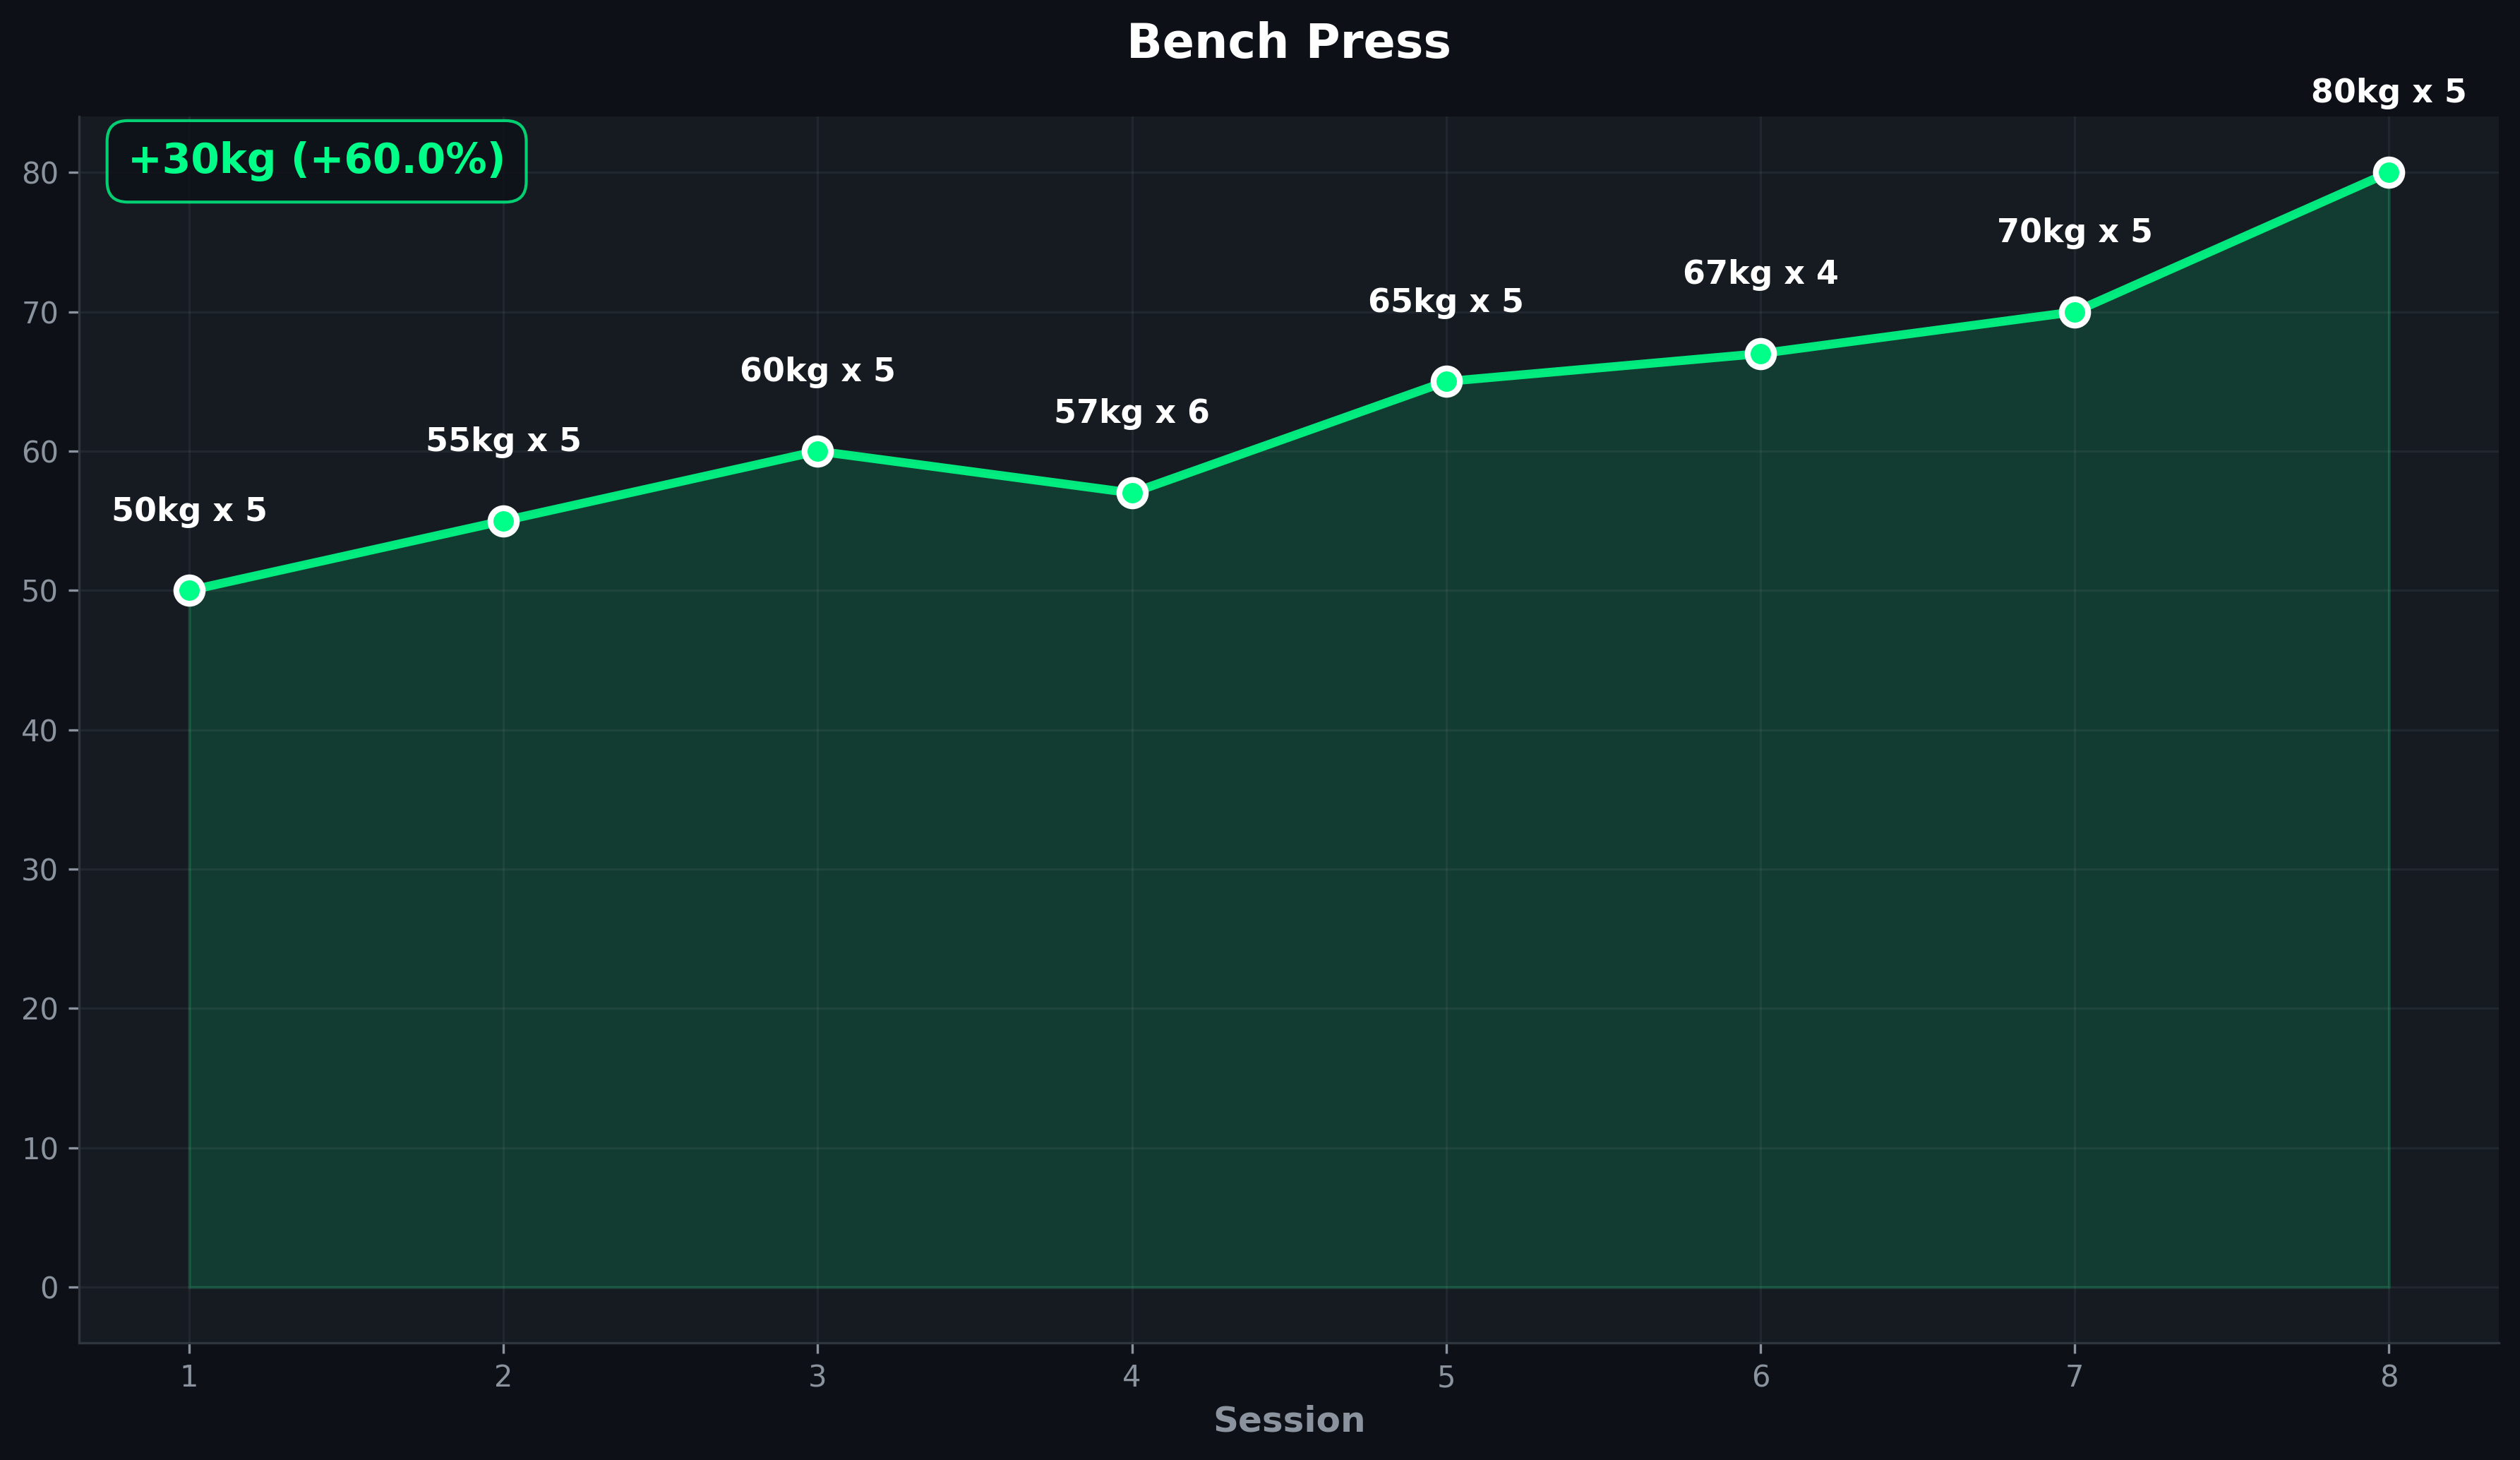 Bench Press
80kg x 5
+30kg (+60.0%)
70kg x 5
67kg x 4
65kg x 5
60kg x 5
57kg x 6
55kg x 5
50kg x 5
80
70
60
50
40
30
20
10
0
1 2 3 4 5 6 7 8
Session